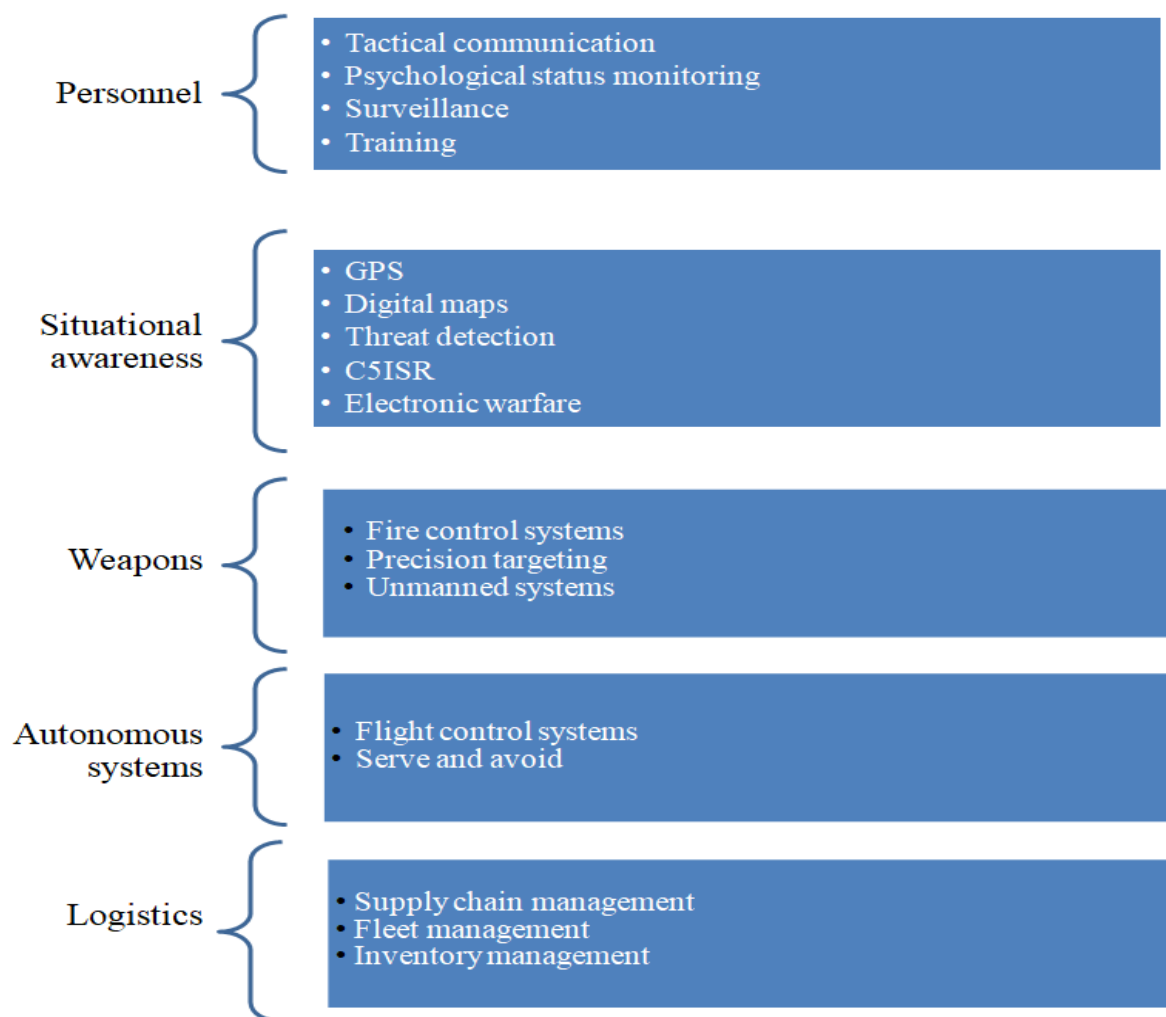 Personnel
• Tactical communication
• Psychological status monitoring
• Surveillance
• Training
Situational
awareness
• GPS
• Digital maps
• Threat detection
• C5ISR
• Electronic warfare
Weapons
• Fire control systems
• Precision targeting
• Unmanned systems
Autonomous
systems
• Flight control systems
• Serve and avoid
Logistics
• Supply chain management
• Fleet management
• Inventory management